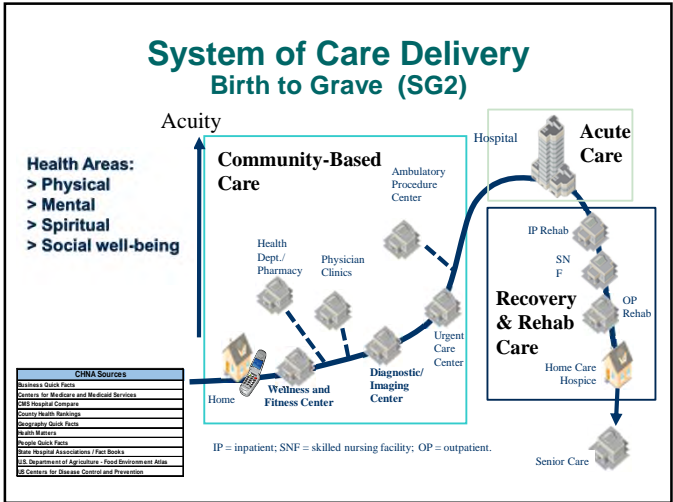 System of Care Delivery
Birth to Grave (SG2)
Acuity
Health Areas:
> Physical
> Mental
> Spiritual
> Social well-being
Community-Based
Care
Ambulatory
Procedure
Center
Hospital
Acute
Care
Health
Dept./
Pharmacy
Physician
Clinics
IP Rehab
SN
F
OP
Rehab
Recovery
& Rehab
Care
Urgent
Care
Center
Diagnostic/
Imaging
Center
Wellness and
Fitness Center
Home
Home Care
Hospice
Senior Care
CHNA Sources
Business Quick Facts
Centers for Medicare and Medicaid Services
CMS Hospital Compare
County Health Rankings
Geography Quick Facts
Health Matters
People Quick Facts
State Hospital Associations / Fact Books
U.S. Department of Agriculture - Food Environment Atlas
US Centers for Disease Control and Prevention
IP = inpatient; SNF = skilled nursing facility; OP = outpatient.